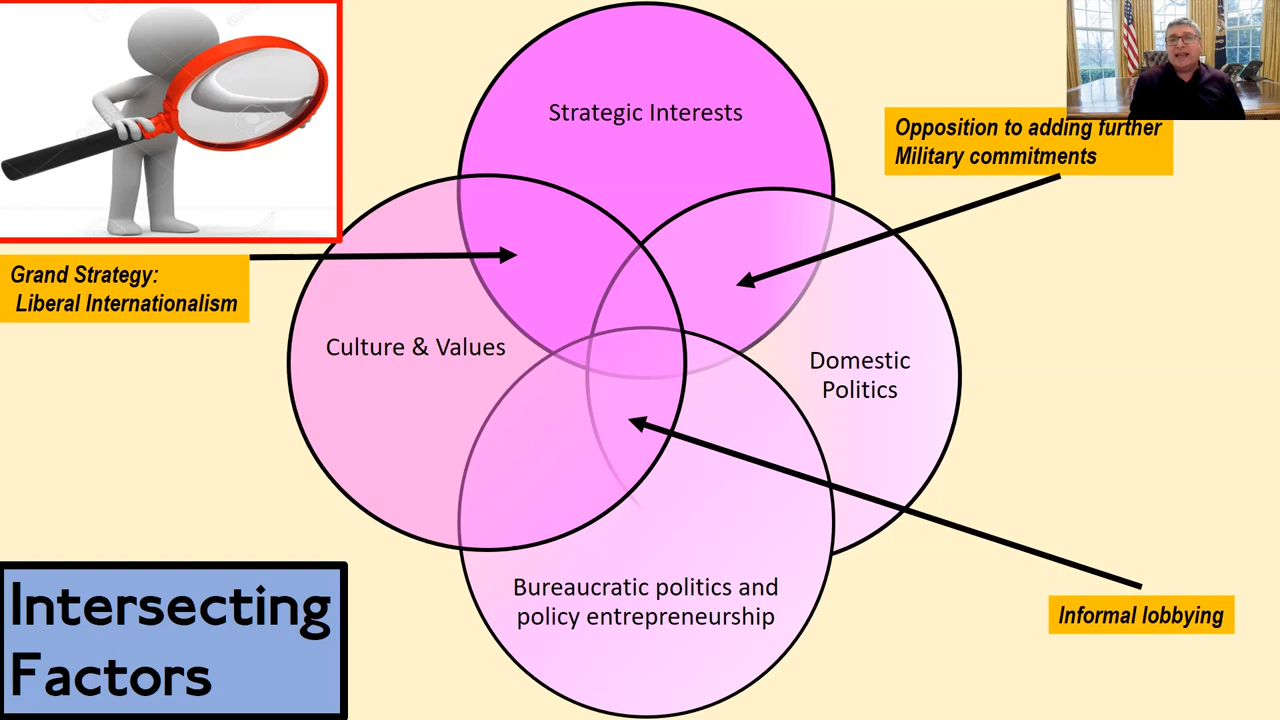 Strategic Interests
Opposition to adding further
Military commitments
Grand Strategy:
Liberal Internationalism
Culture & Values
Domestic
Politics
Bureaucratic politics and
policy entrepreneurship
Informal lobbying
Intersecting
Factors